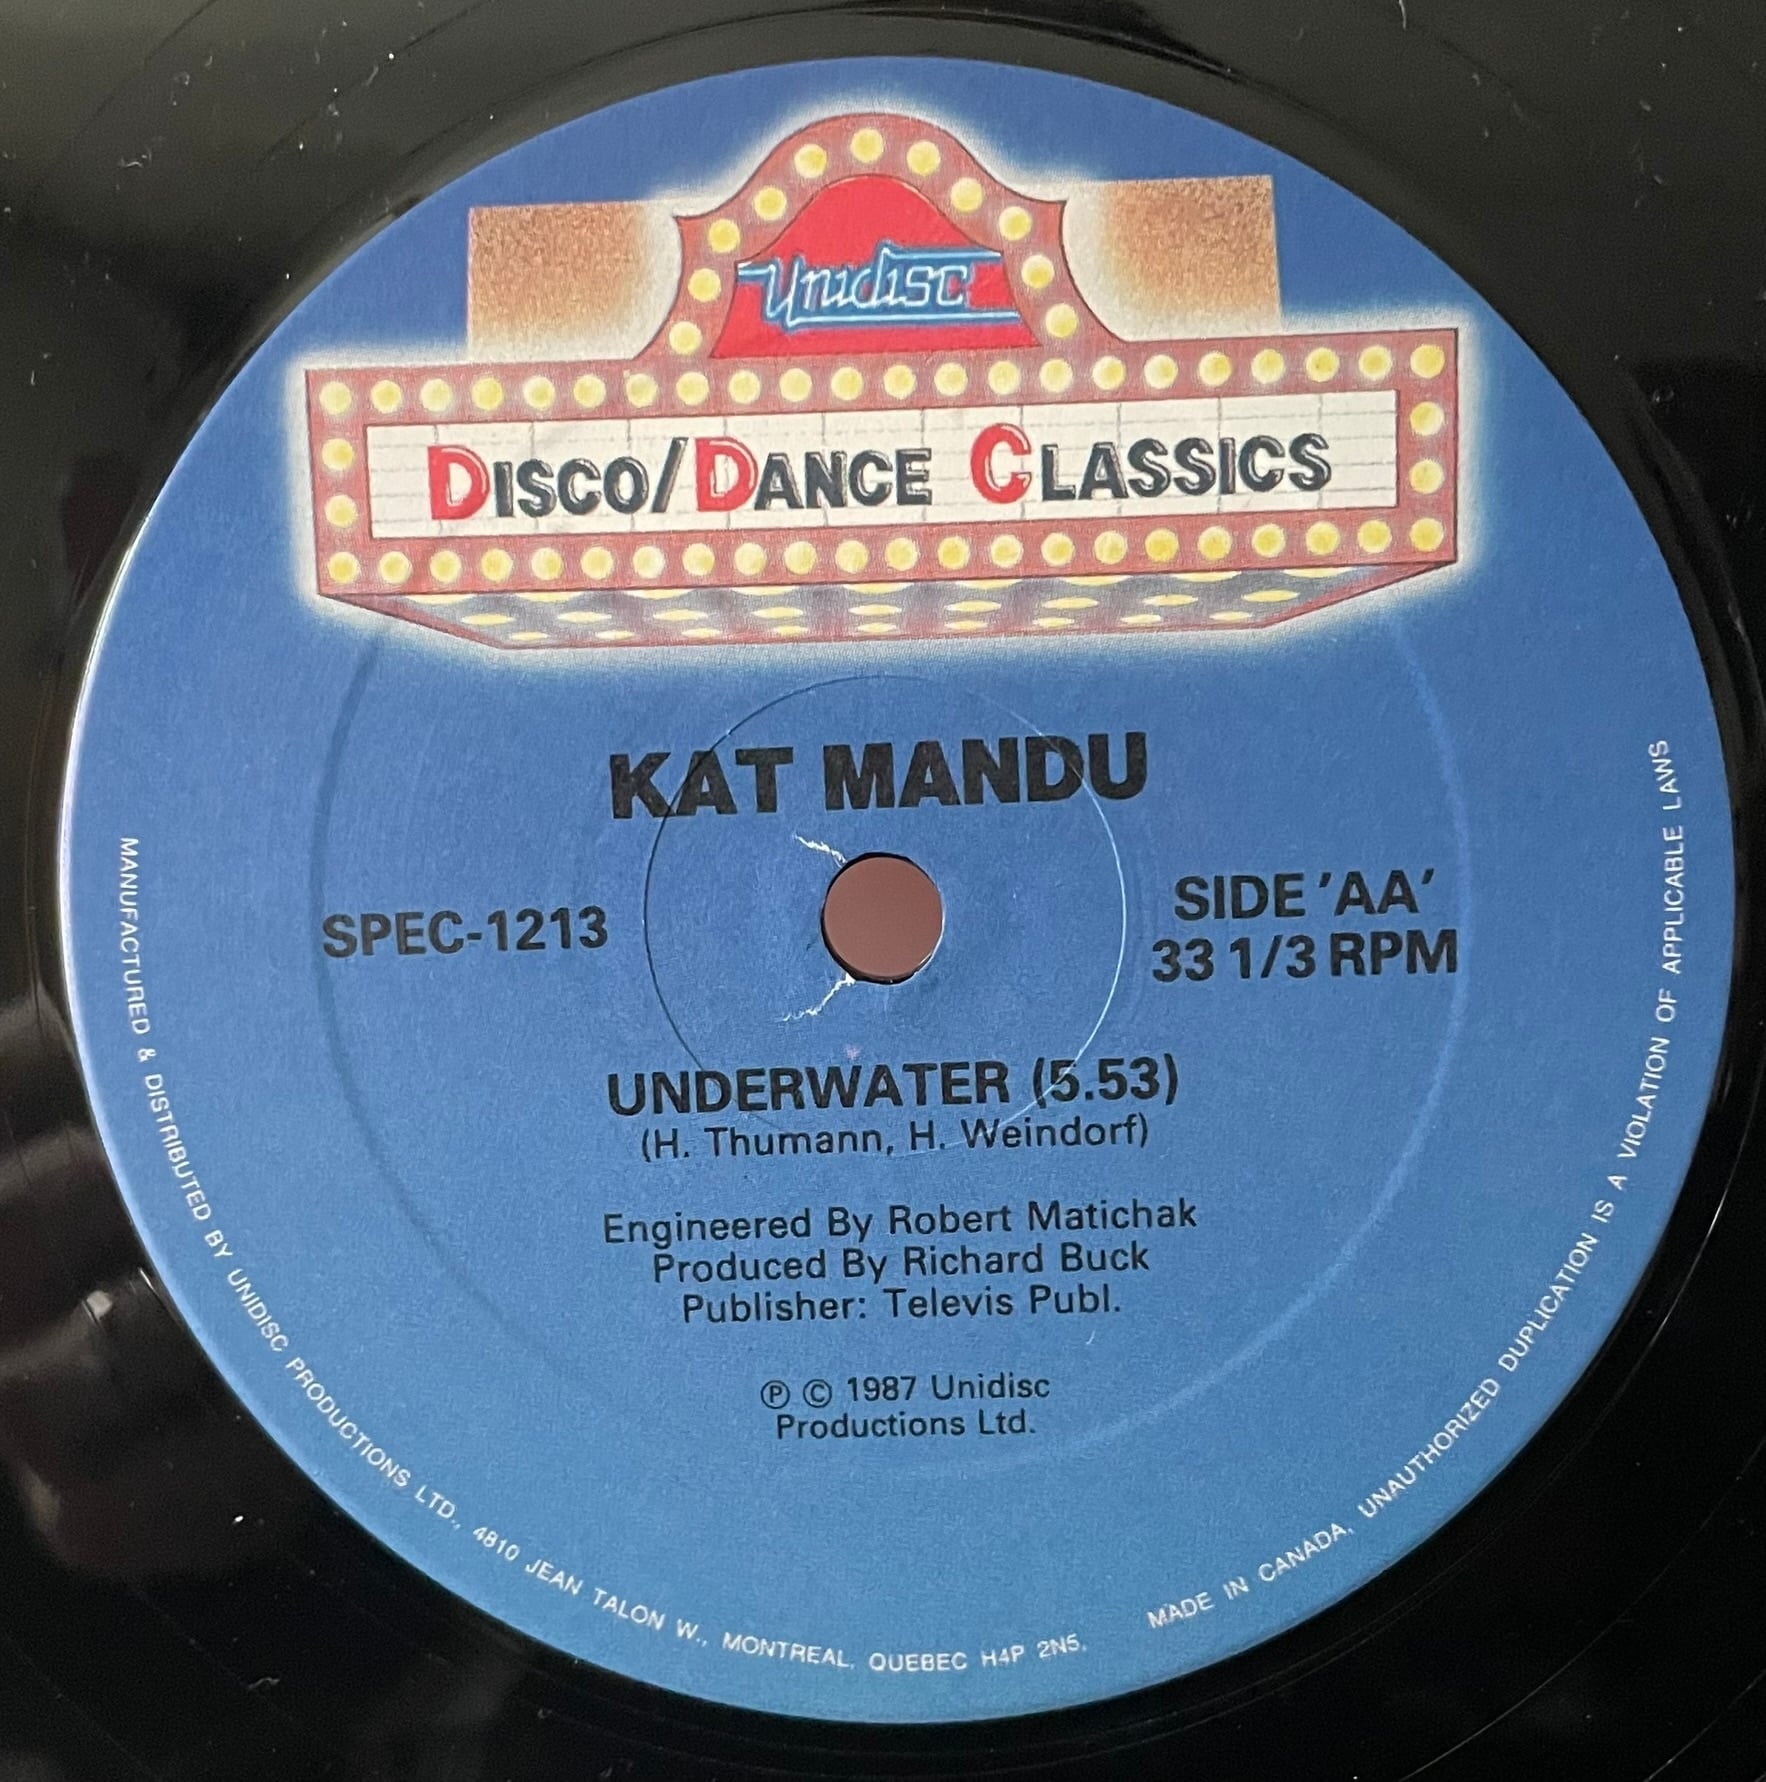 Unidisc
DISCO/DANCE CLASSICS
KAT MANDU
SPEC-1213
SIDE 'AA'
33 1/3 RPM
UNDERWATER (5.53)
(H. Thumann, H. Weindorf)
Engineered By Robert Matichak
Produced By Richard Buck
Publisher: Televis Publ.
℗ © 1987 Unidisc
Productions Ltd.
MANUFACTURED & DISTRIBUTED BY UNIDISC PRODUCTIONS LTD., 4810 JEAN TALON W., MONTREAL, QUEBEC H4P 2N5.
MADE IN CANADA, UNAUTHORIZED DUPLICATION IS A VIOLATION OF APPLICABLE LAWS